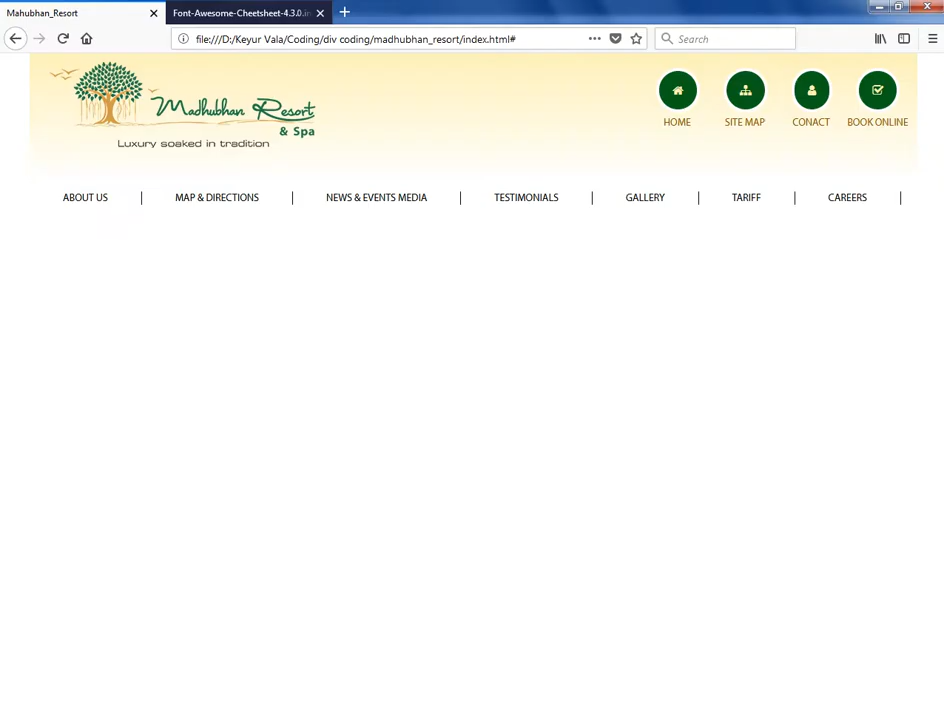 Mahubhan_Resort
Font-Awesome-Cheetsheet-4.3.0.in
file:///D:/Keyur Vala/Coding/div coding/madhubhan_resort/index.html#
Search
Madhubhan Resort
& Spa
Luxury soaked in tradition
HOME SITE MAP CONACT BOOK ONLINE
ABOUT US MAP & DIRECTIONS NEWS & EVENTS MEDIA TESTIMONIALS GALLERY TARIFF CAREERS